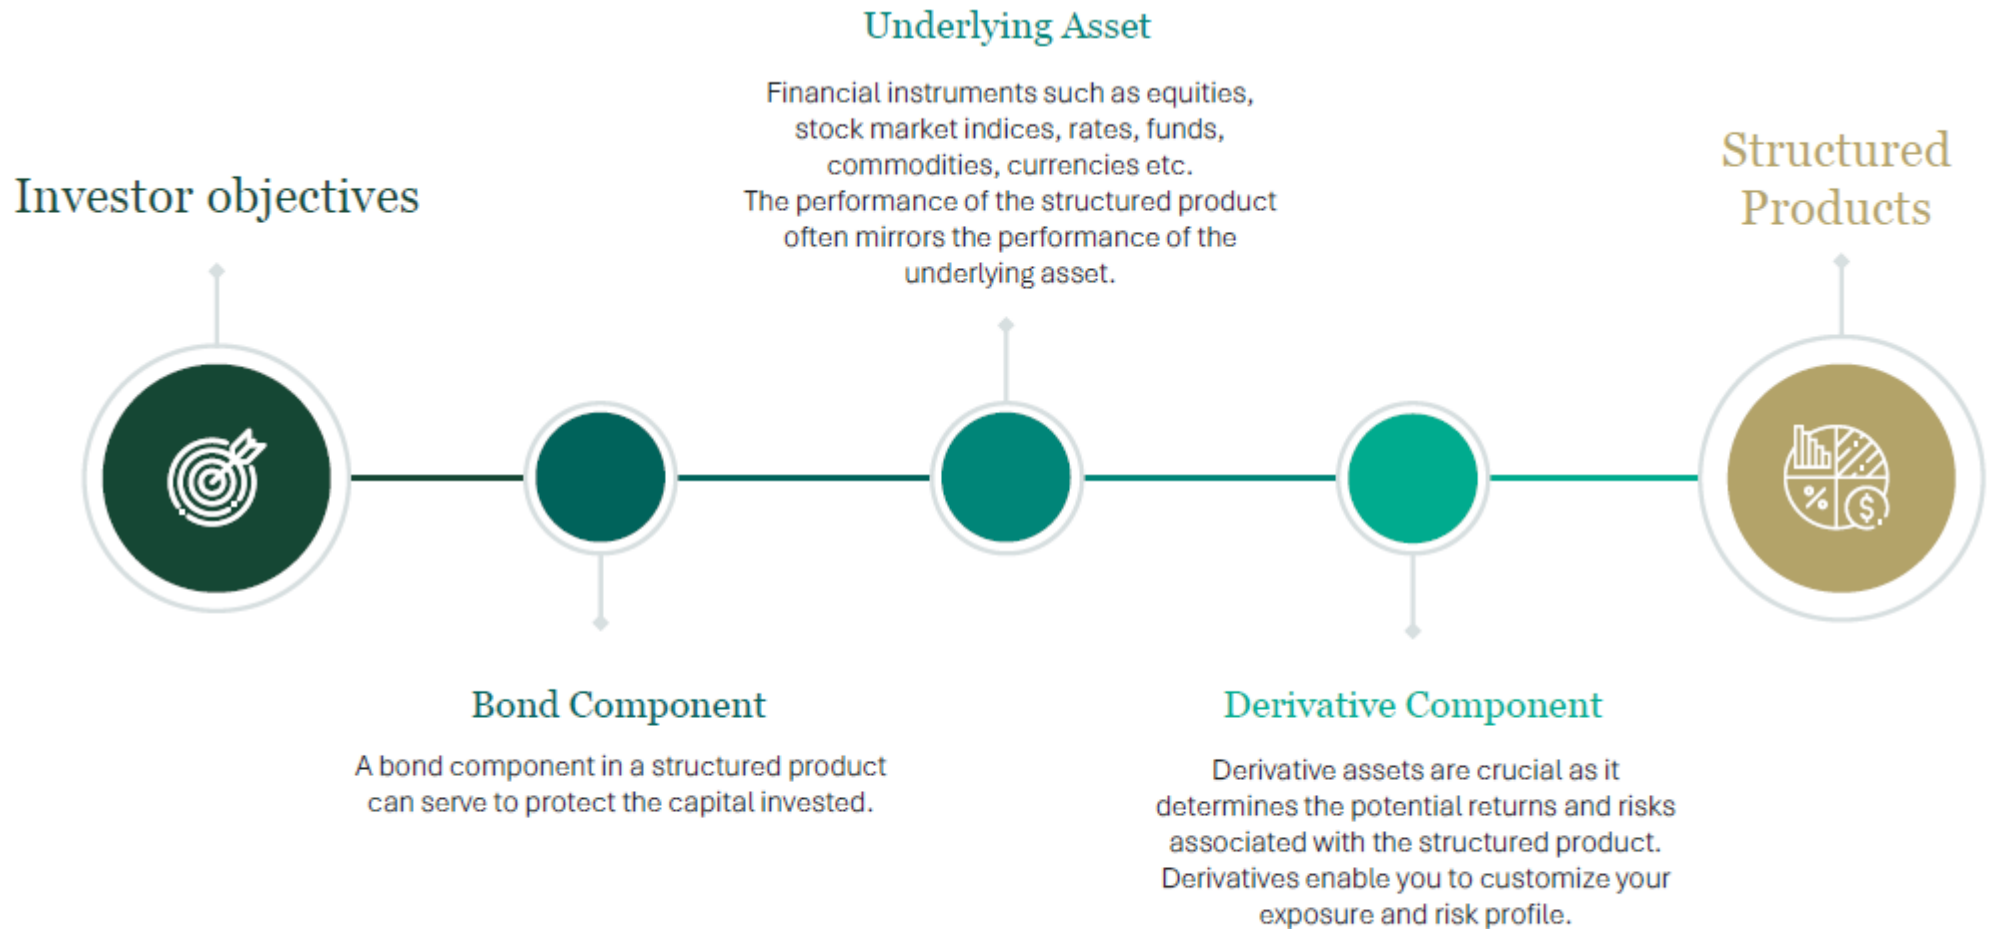 Investor objectives
Bond Component
A bond component in a structured product
can serve to protect the capital invested.
Underlying Asset
Financial instruments such as equities,
stock market indices, rates, funds,
commodities, currencies etc.
The performance of the structured product
often mirrors the performance of the
underlying asset.
Derivative Component
Derivative assets are crucial as it
determines the potential returns and risks
associated with the structured product.
Derivatives enable you to customize your
exposure and risk profile.
Structured
Products
%
$